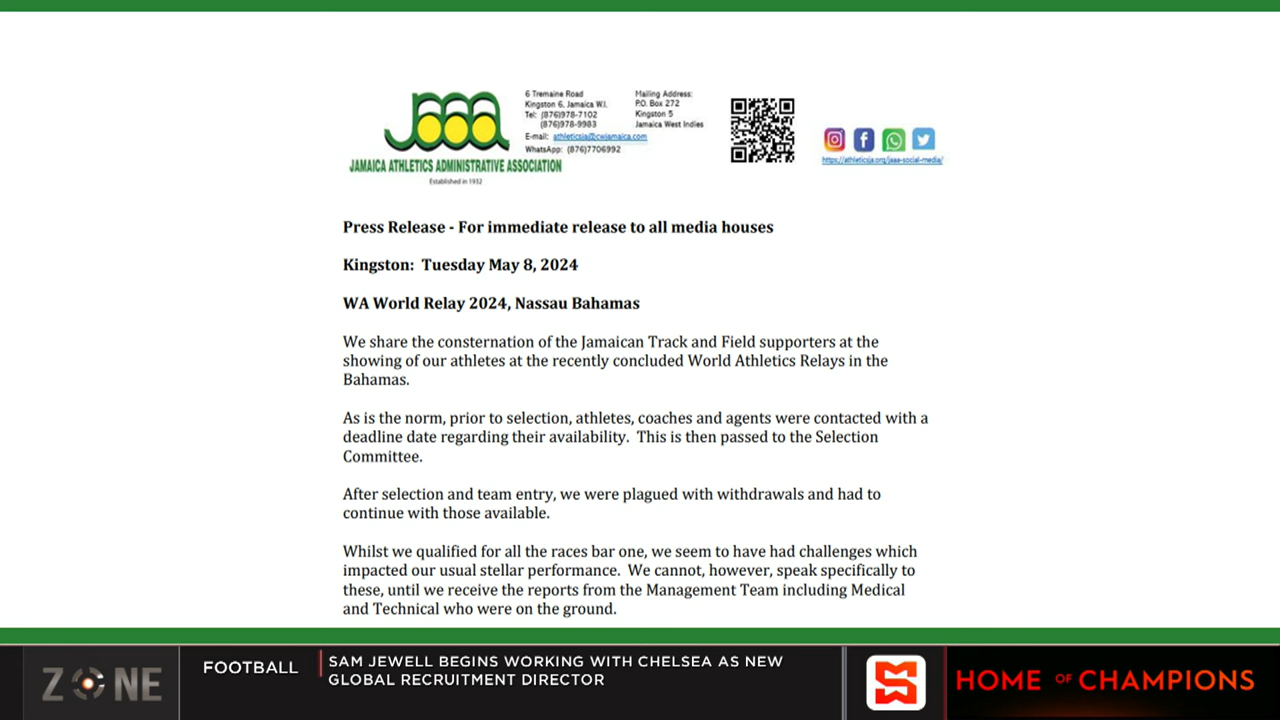 jaaa
JAMAICA ATHLETICS ADMINISTRATIVE ASSOCIATION
Established in 1932
6 Tremaine Road
Kingston 6, Jamaica W.I.
Tel: (876)978-7102
(876)978-9983
E-mail: athleticsja@cwjamaica.com
WhatsApp: (876)7706992
Mailing Address:
P.O. Box 272
Kingston 5
Jamaica West Indies
https://athleticsja.org/jaaa-social-media/
Press Release - For immediate release to all media houses
Kingston: Tuesday May 8, 2024
WA World Relay 2024, Nassau Bahamas
We share the consternation of the Jamaican Track and Field supporters at the
showing of our athletes at the recently concluded World Athletics Relays in the
Bahamas.
As is the norm, prior to selection, athletes, coaches and agents were contacted with a
deadline date regarding their availability. This is then passed to the Selection
Committee.
After selection and team entry, we were plagued with withdrawals and had to
continue with those available.
Whilst we qualified for all the races bar one, we seem to have had challenges which
impacted our usual stellar performance. We cannot, however, speak specifically to
these, until we receive the reports from the Management Team including Medical
and Technical who were on the ground.
ZONE
FOOTBALL
SAM JEWELL BEGINS WORKING WITH CHELSEA AS NEW
GLOBAL RECRUITMENT DIRECTOR
HOME OF CHAMPIONS